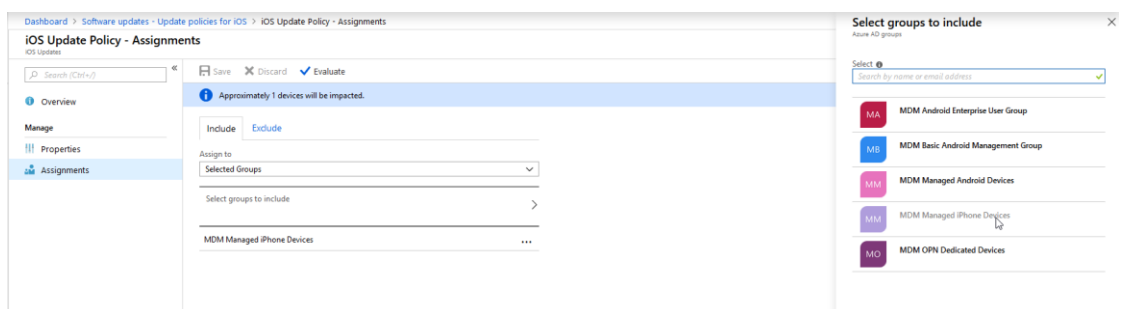 Dashboard > Software updates - Update policies for iOS > iOS Update Policy - Assignments
iOS Update Policy - Assignments
iOS Updates
Search (Ctrl+/)
«
Overview
Manage
Properties
Assignments
Save Discard Evaluate
Approximately 1 devices will be impacted.
Include Exclude
Assign to
Selected Groups
Select groups to include
MDM Managed iPhone Devices ...
Select groups to include
Azure AD groups
Select
Search by name or email address
MA MDM Android Enterprise User Group
MB MDM Basic Android Management Group
MM MDM Managed Android Devices
MM MDM Managed iPhone Devices
MO MDM OPN Dedicated Devices